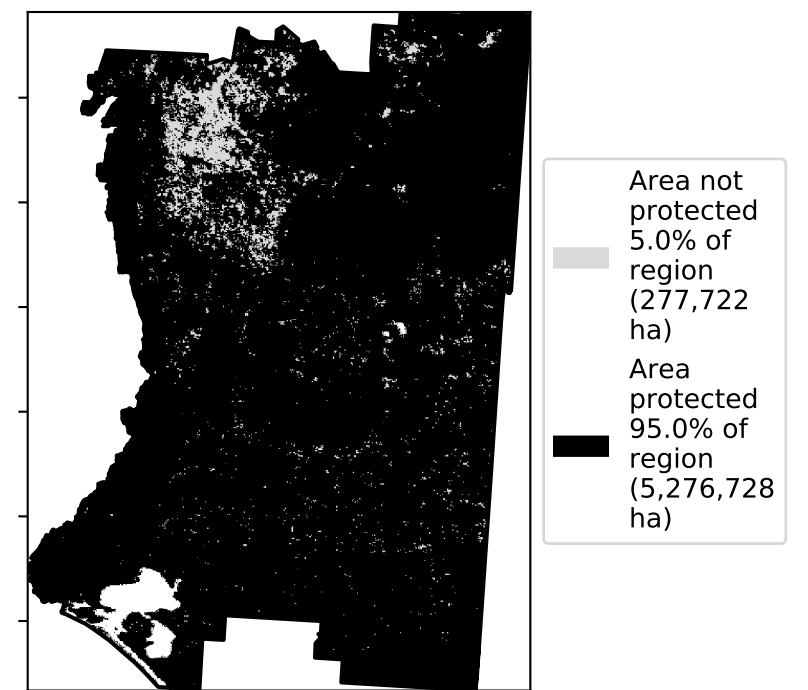 Area not
protected
5.0% of
region
(277,722
ha)
Area
protected
95.0% of
region
(5,276,728
ha)